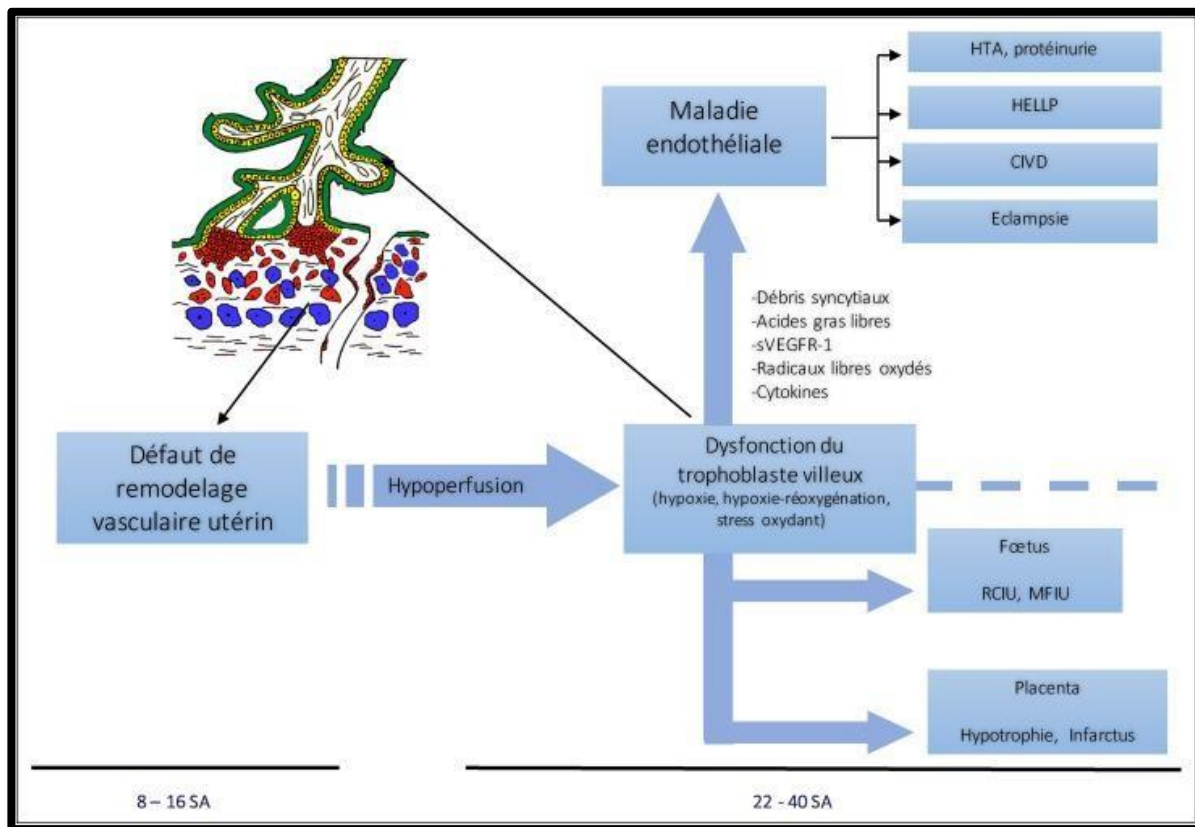 HTA, protéinurie
Maladie
endothéliale
HELLP
CIVD
Eclampsie
-Débris syncytiaux
-Acides gras libres
-sVEGFR-1
-Radicaux libres oxydés
-Cytokines
Défaut de
remodelage
vasculaire utérin
Hypoperfusion
Dysfonction du
trophoblaste villeux
(hypoxie, hypoxie-réoxygénation,
stress oxydant)
Fœtus
RCIU, MFIU
Placenta
Hypotrophie, Infarctus
8 – 16 SA
22 - 40 SA